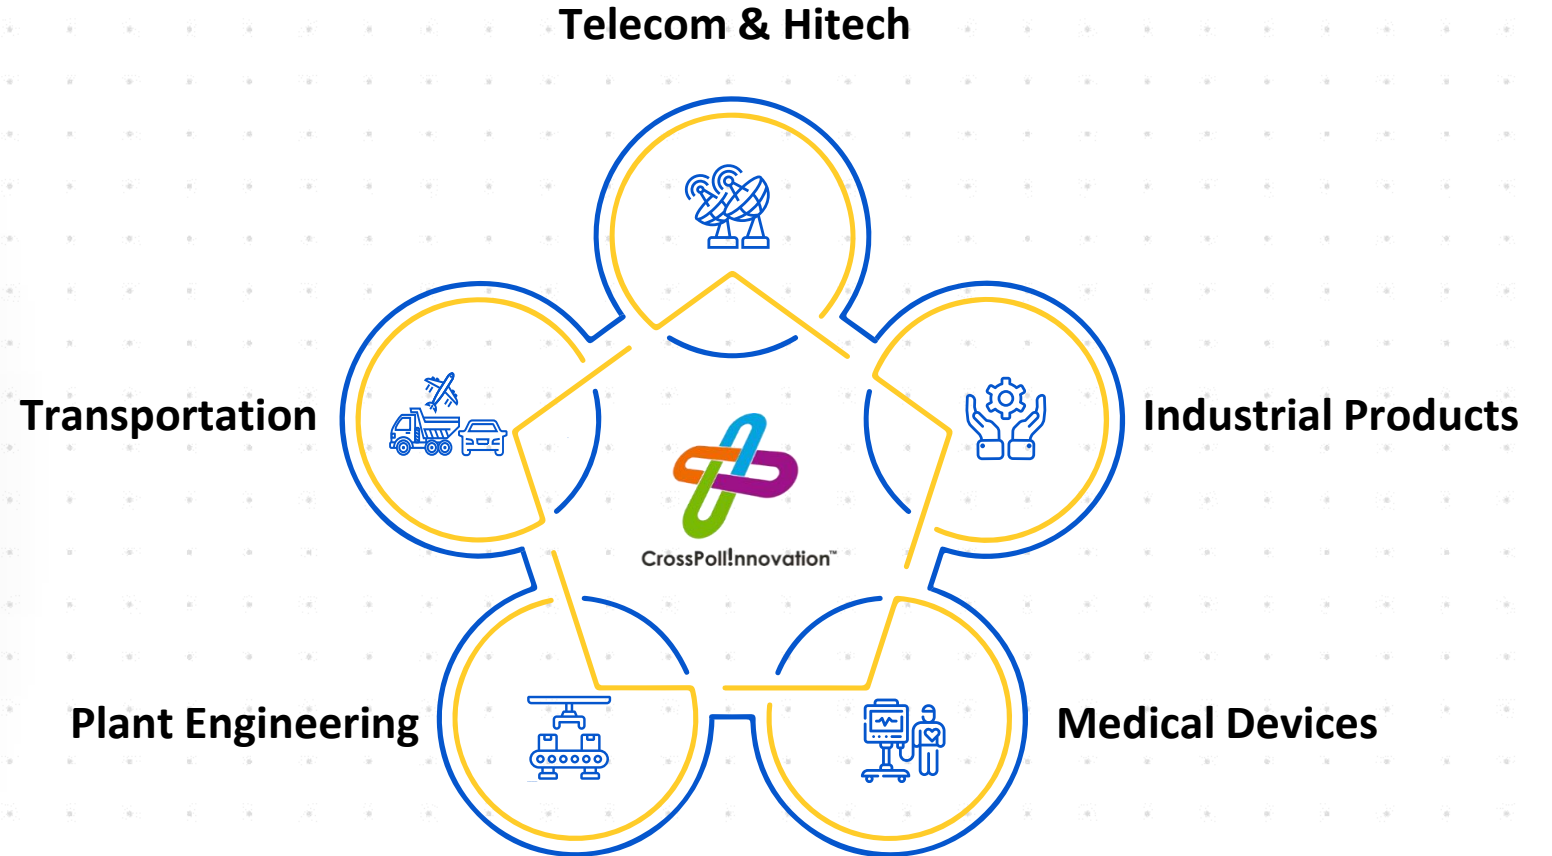 Telecom & Hitech
Transportation
Industrial Products
CrossPoll!nnovation™
Plant Engineering
Medical Devices